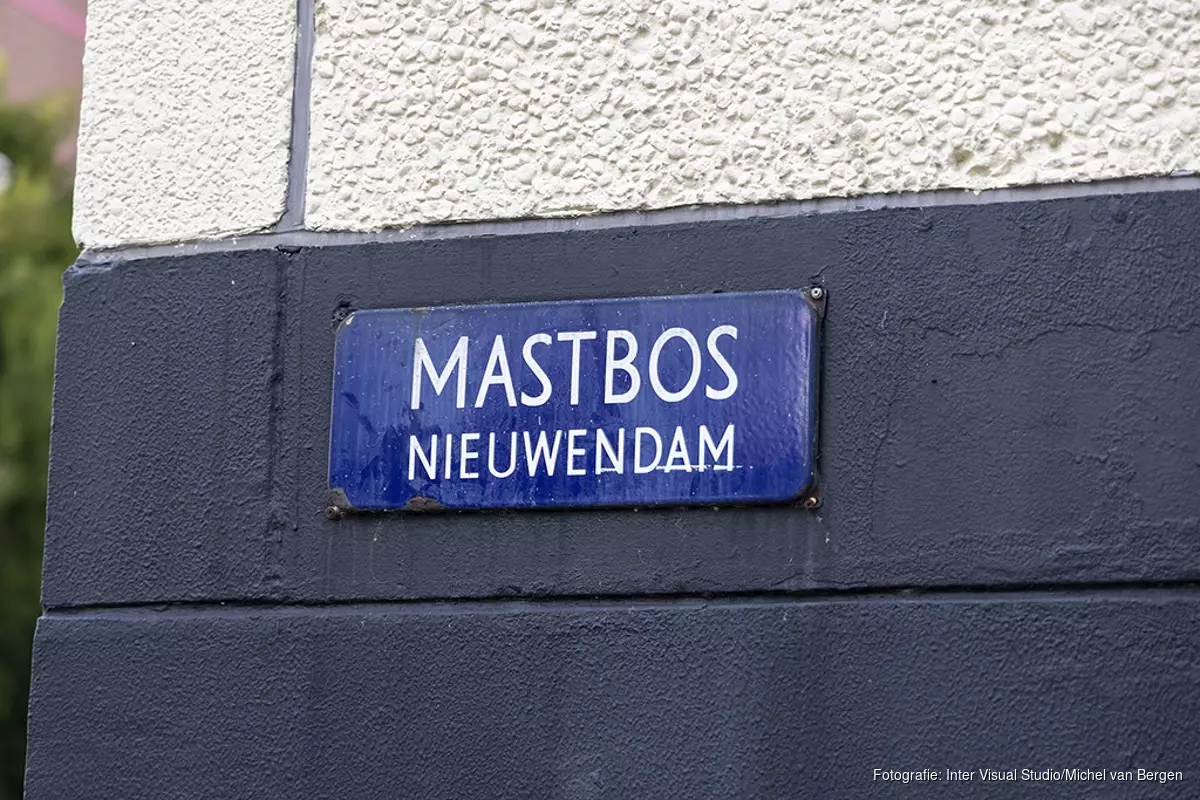 MASTBOS
NIEUWENDAM
Fotografie: Inter Visual Studio/Michel van Bergen